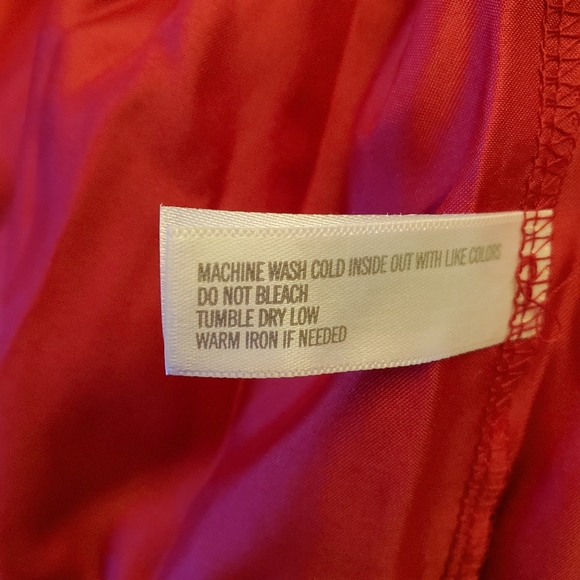 MACHINE WASH COLD INSIDE OUT WITH LIKE COLORS
DO NOT BLEACH
TUMBLE DRY LOW
WARM IRON IF NEEDED